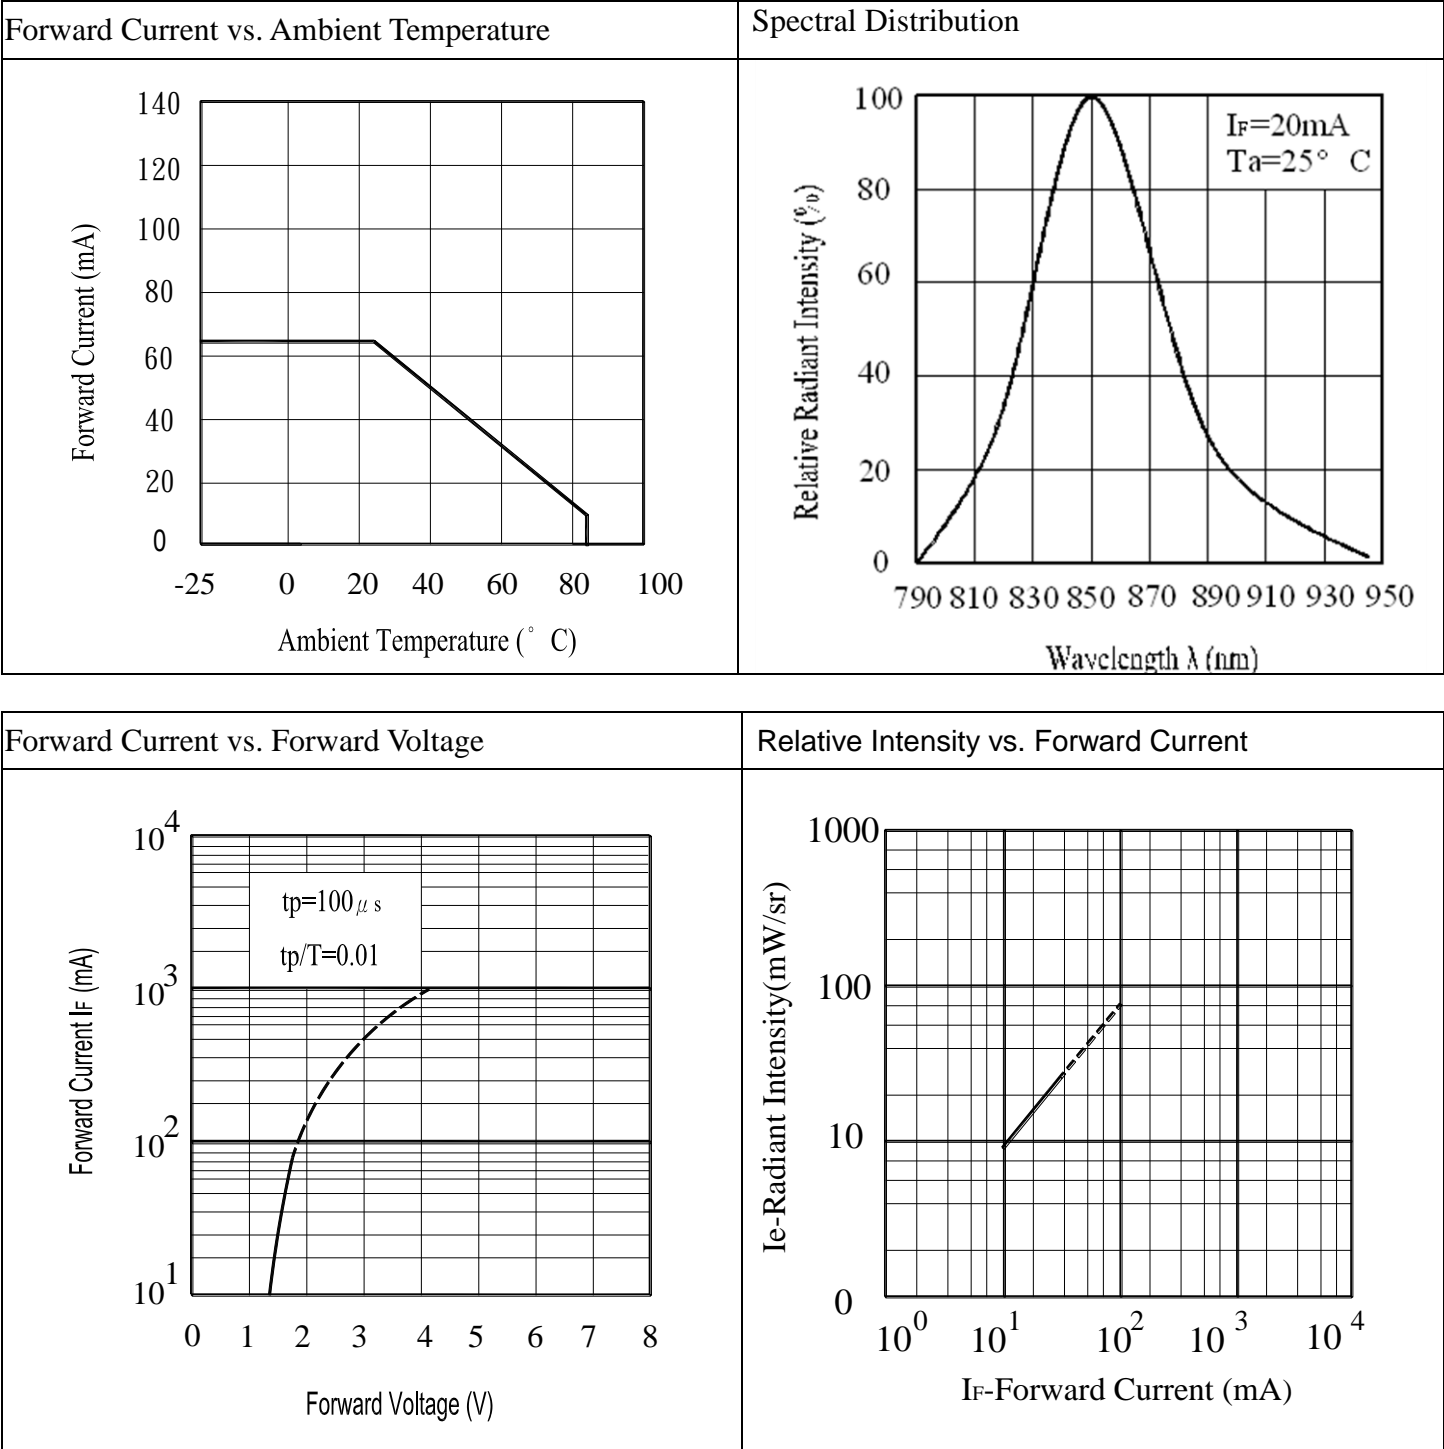 Forward Current vs. Ambient Temperature
Forward Current (mA)
140
120
100
80
60
40
20
0
-25 0 20 40 60 80 100
Ambient Temperature (° C)
Spectral Distribution
Relative Radiant Intensity (%)
100
80
60
40
20
0
IF=20mA
Ta=25° C
790 810 830 850 870 890 910 930 950
Wavelength λ (nm)
Forward Current vs. Forward Voltage
Forward Current IF (mA)
10^4
10^3
10^2
10^1
tp=100μs
tp/T=0.01
0 1 2 3 4 5 6 7 8
Forward Voltage (V)
Relative Intensity vs. Forward Current
Ie-Radiant Intensity(mW/sr)
1000
100
10
0
10^0 10^1 10^2 10^3 10^4
IF-Forward Current (mA)